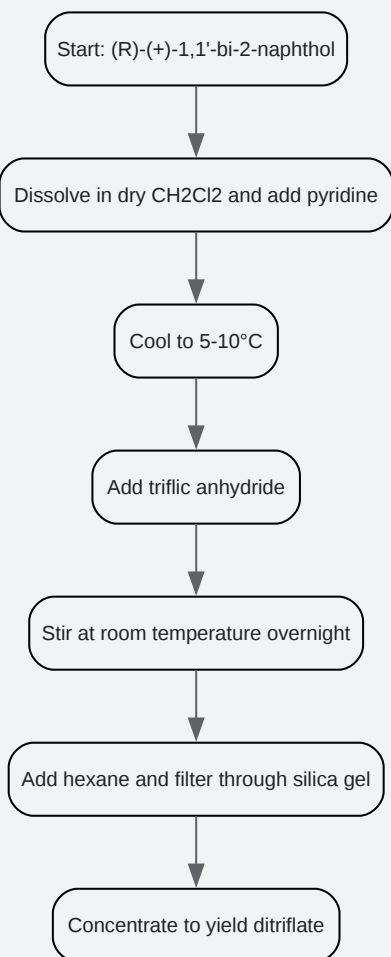 Start: (R)-(+)-1,1'-bi-2-naphthol
Dissolve in dry CH2Cl2 and add pyridine
Cool to 5-10°C
Add triflic anhydride
Stir at room temperature overnight
Add hexane and filter through silica gel
Concentrate to yield ditriflate